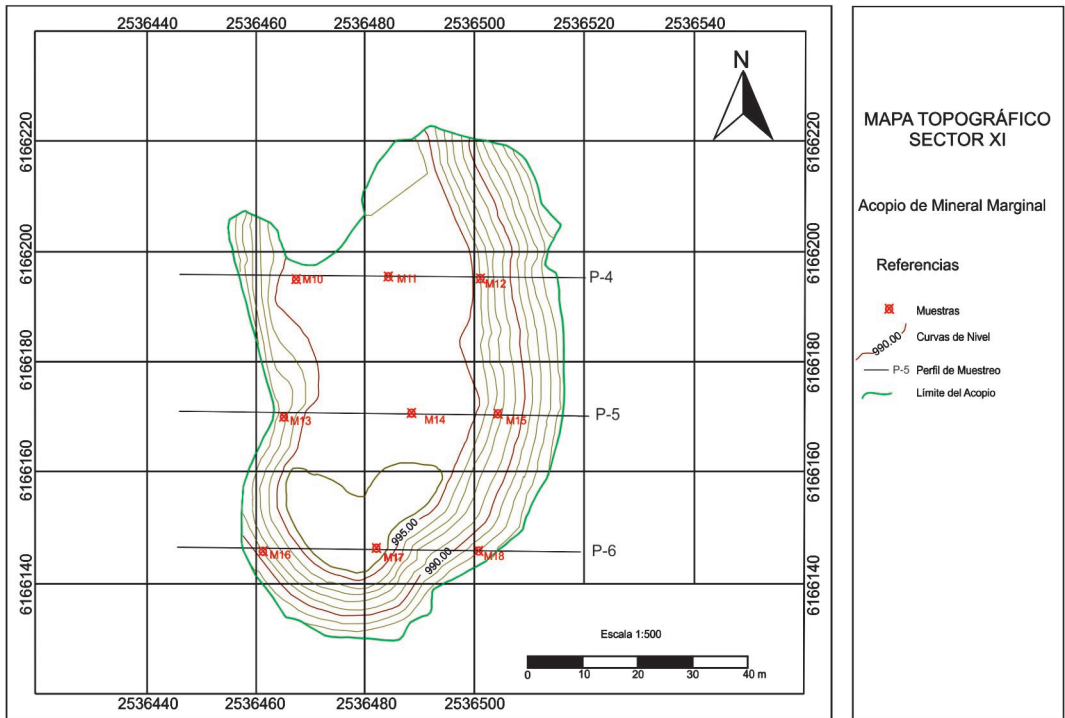 2536440 2536460 2536480 2536500 2536520 2536540
N
6166220 6166220
6166200 6166200
M10 M11 M12 P-4
6166180 6166180
M13 M14 M15 P-5
6166160 6166160
995.00
990.00
M16 M17 M18 P-6
6166140 6166140
Escala 1:500
0 10 20 30 40 m
2536440 2536460 2536480 2536500
MAPA TOPOGRÁFICO
SECTOR XI
Acopio de Mineral Marginal
Referencias
Muestras
990.00 Curvas de Nivel
P-5 Perfil de Muestreo
Límite del Acopio